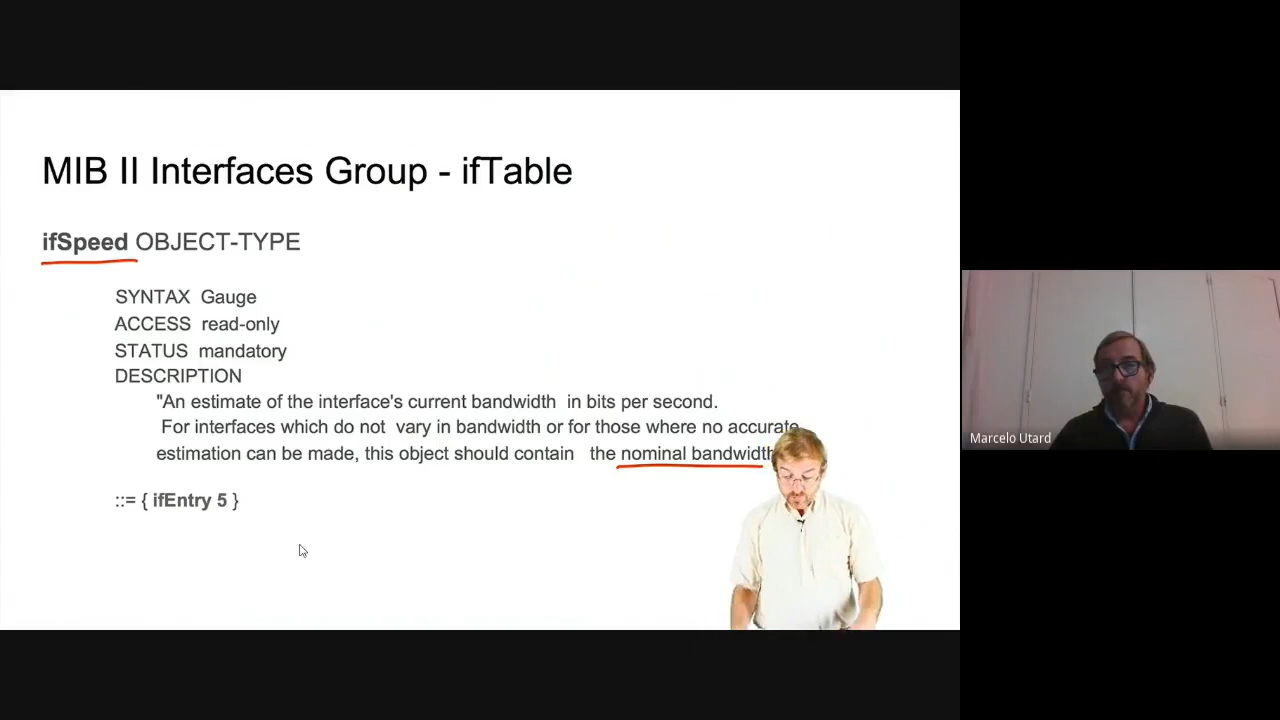 MIB II Interfaces Group - ifTable
ifSpeed OBJECT-TYPE
SYNTAX Gauge
ACCESS read-only
STATUS mandatory
DESCRIPTION
"An estimate of the interface's current bandwidth in bits per second.
For interfaces which do not vary in bandwidth or for those where no accurate
estimation can be made, this object should contain the nominal bandwidth
::= { ifEntry 5 }
Marcelo Utard